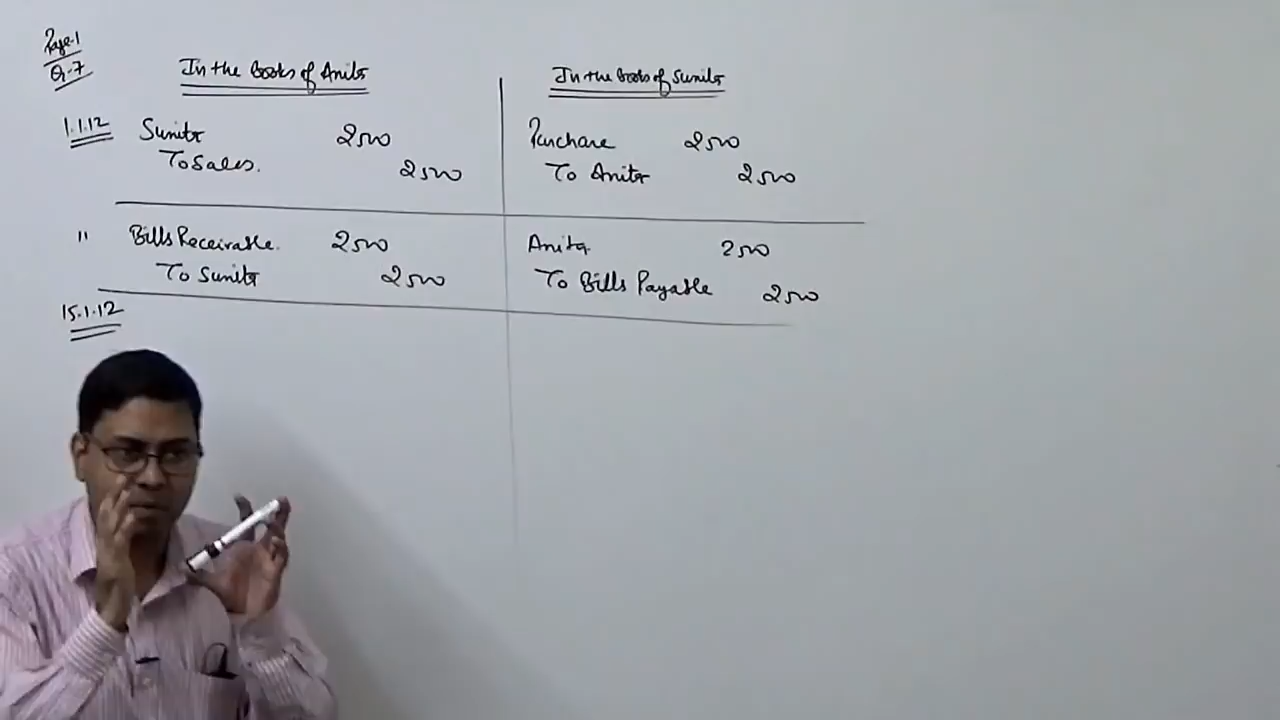 Page-1
Q-7
In the books of Anita
In the books of Sunita
1.1.12 Sunita 2500
To Sales. 2500
Purchase 2500
To Anita 2500
" Bills Receivable. 2500
To Sunita 2500
Anita 2500
To Bills Payable 2500
15.1.12